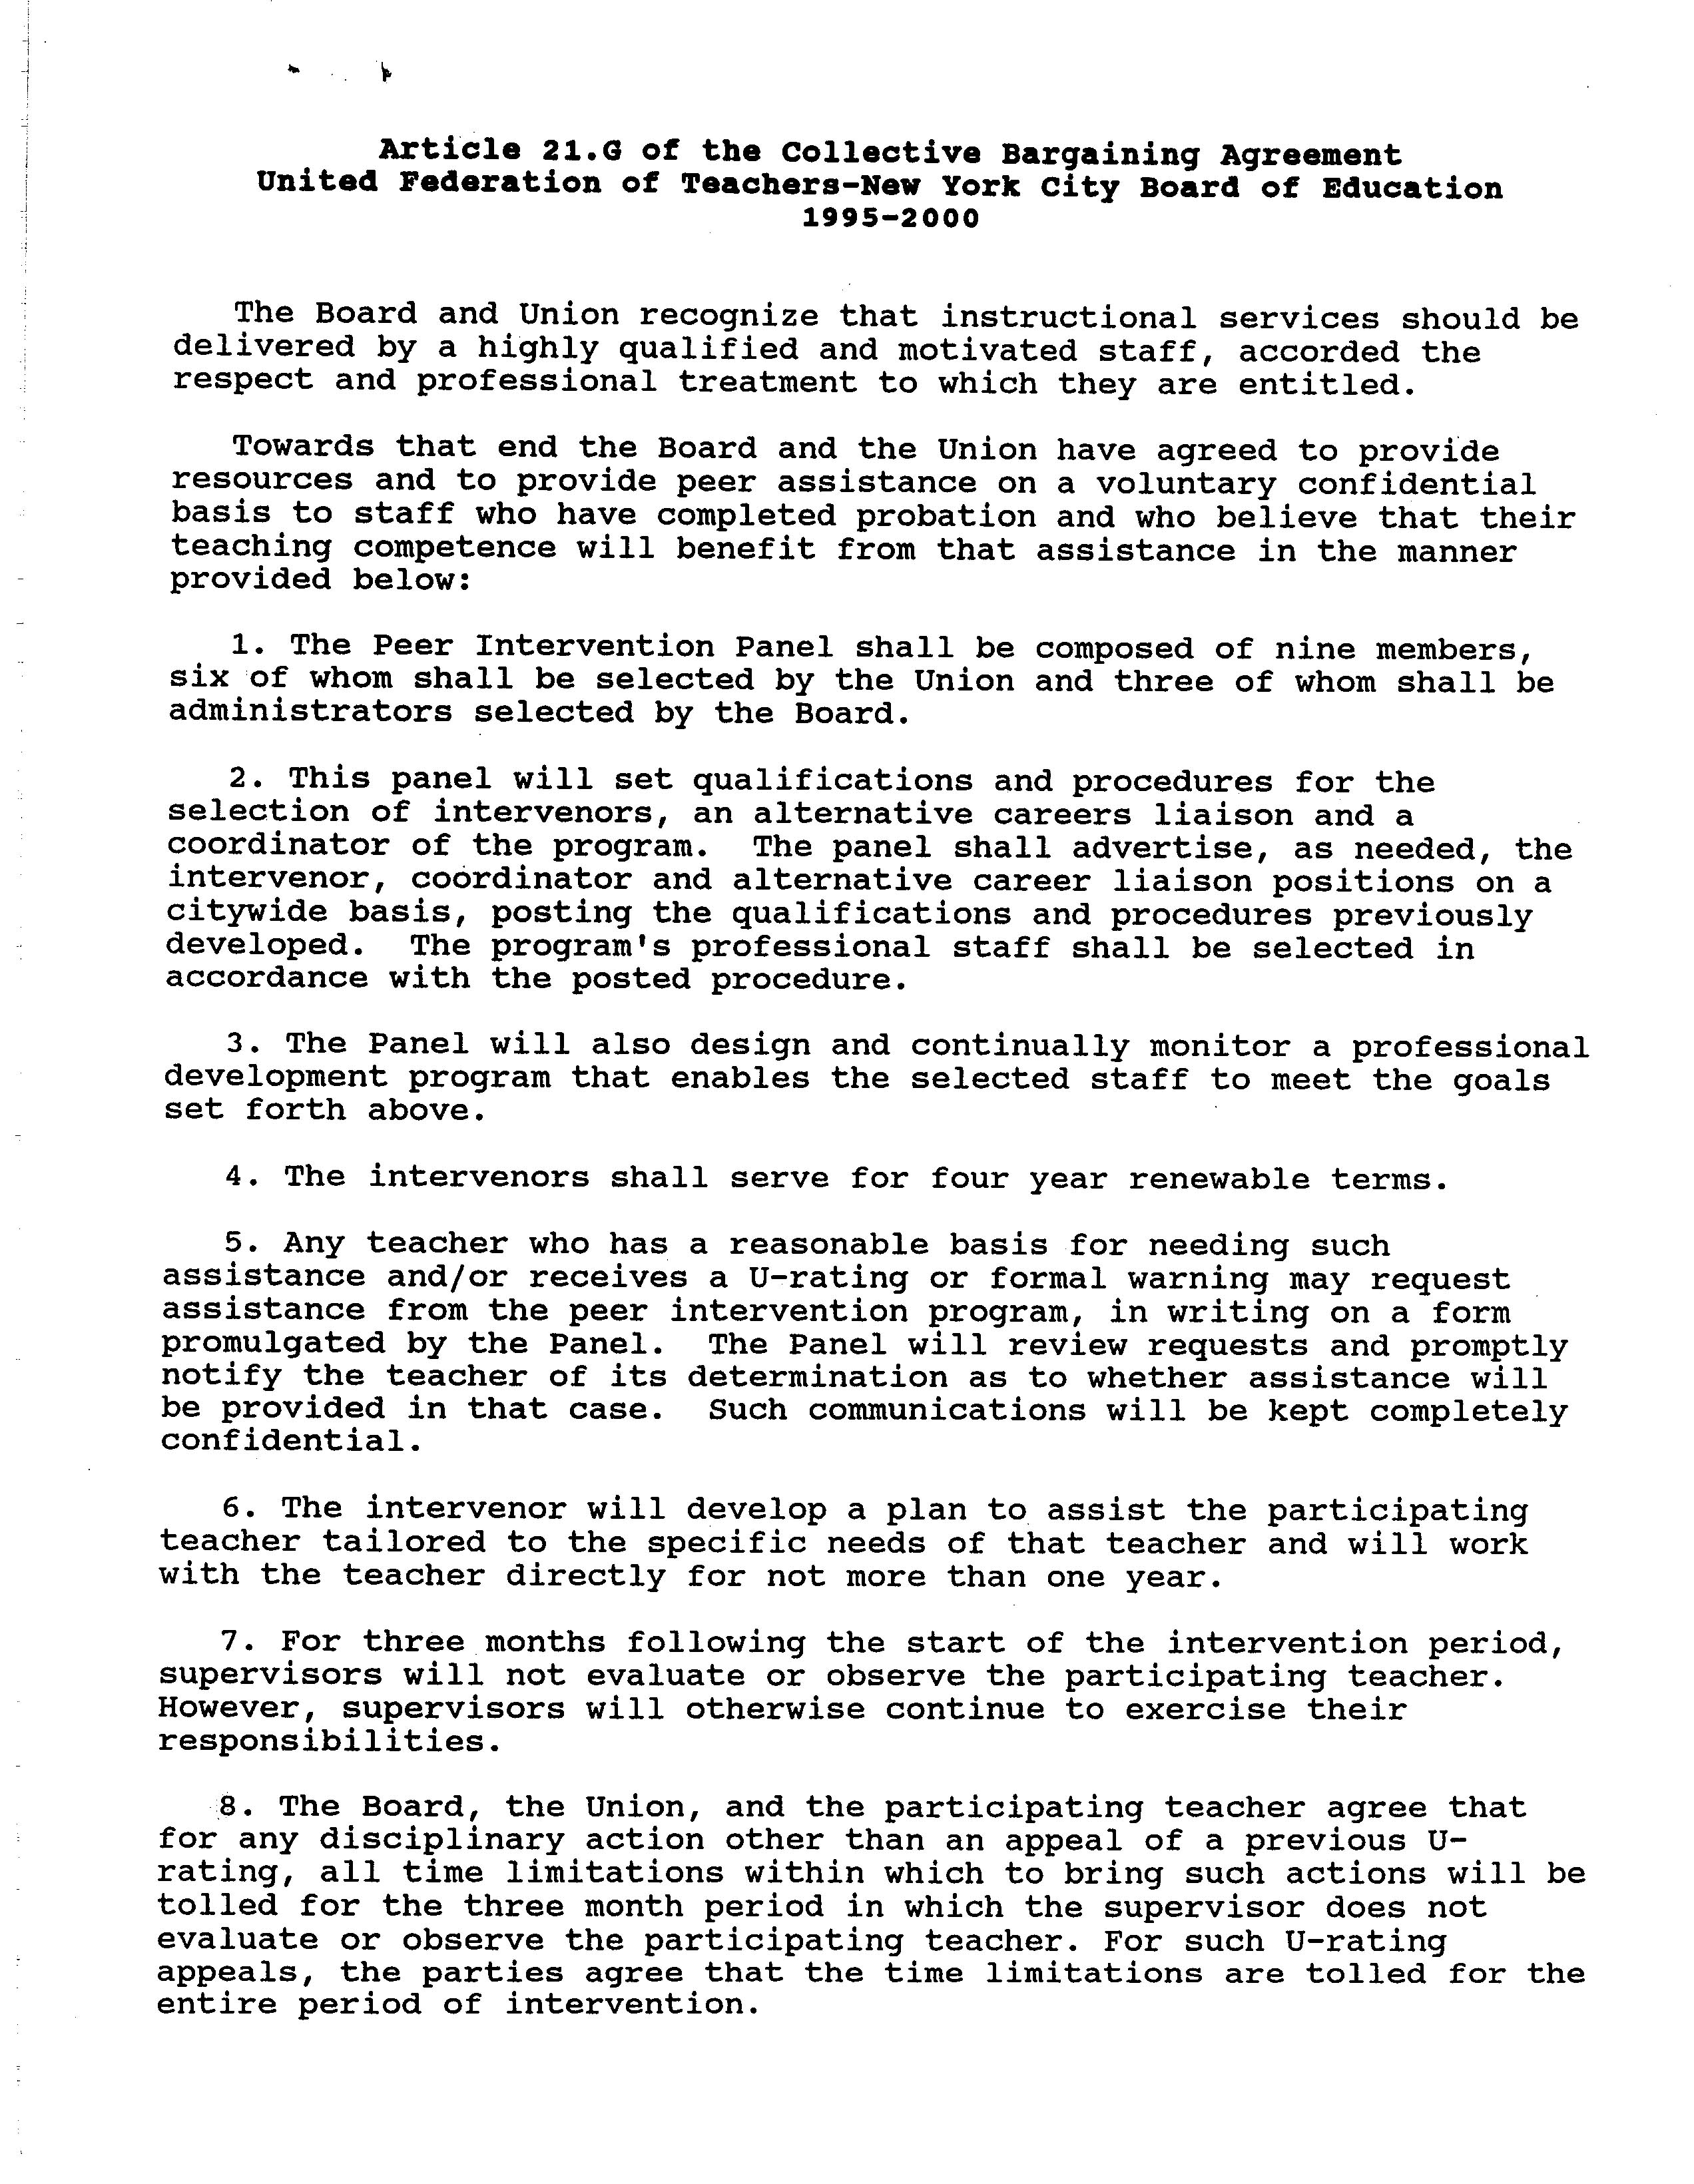 Article 21.G of the Collective Bargaining Agreement
United Federation of Teachers-New York City Board of Education
1995-2000
The Board and Union recognize that instructional services should be
delivered by a highly qualified and motivated staff, accorded the
respect and professional treatment to which they are entitled.
Towards that end the Board and the Union have agreed to provide
resources and to provide peer assistance on a voluntary confidential
basis to staff who have completed probation and who believe that their
teaching competence will benefit from that assistance in the manner
provided below:
1. The Peer Intervention Panel shall be composed of nine members,
six of whom shall be selected by the Union and three of whom shall be
administrators selected by the Board.
2. This panel will set qualifications and procedures for the
selection of intervenors, an alternative careers liaison and a
coordinator of the program. The panel shall advertise, as needed, the
intervenor, coordinator and alternative career liaison positions on a
citywide basis, posting the qualifications and procedures previously
developed. The program's professional staff shall be selected in
accordance with the posted procedure.
3. The Panel will also design and continually monitor a professional
development program that enables the selected staff to meet the goals
set forth above.
4. The intervenors shall serve for four year renewable terms.
5. Any teacher who has a reasonable basis for needing such
assistance and/or receives a U-rating or formal warning may request
assistance from the peer intervention program, in writing on a form
promulgated by the Panel. The Panel will review requests and promptly
notify the teacher of its determination as to whether assistance will
be provided in that case. Such communications will be kept completely
confidential.
6. The intervenor will develop a plan to assist the participating
teacher tailored to the specific needs of that teacher and will work
with the teacher directly for not more than one year.
7. For three months following the start of the intervention period,
supervisors will not evaluate or observe the participating teacher.
However, supervisors will otherwise continue to exercise their
responsibilities.
8. The Board, the Union, and the participating teacher agree that
for any disciplinary action other than an appeal of a previous U-
rating, all time limitations within which to bring such actions will be
tolled for the three month period in which the supervisor does not
evaluate or observe the participating teacher. For such U-rating
appeals, the parties agree that the time limitations are tolled for the
entire period of intervention.